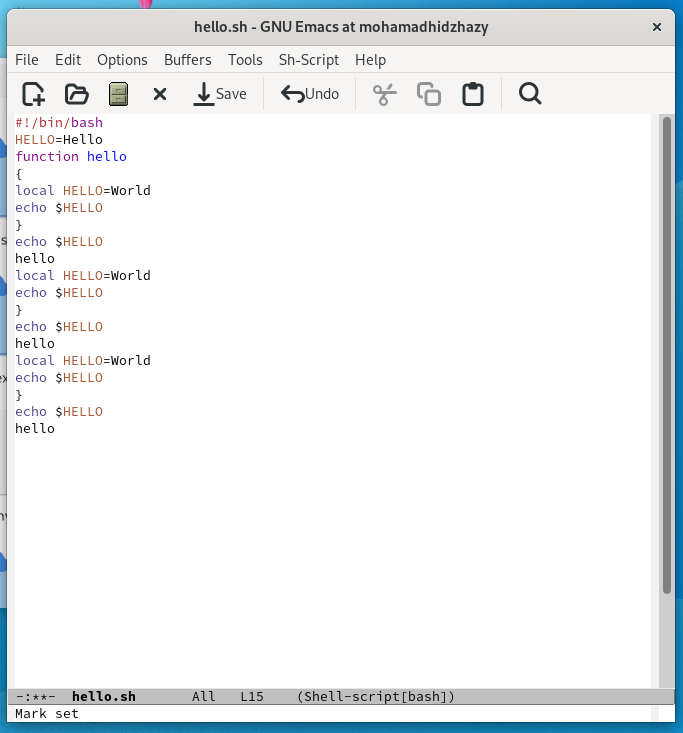 hello.sh - GNU Emacs at mohamadhidzhazy
File Edit Options Buffers Tools Sh-Script Help
Save Undo
#!/bin/bash
HELLO=Hello
function hello
{
local HELLO=World
echo $HELLO
}
echo $HELLO
hello
local HELLO=World
echo $HELLO
}
echo $HELLO
hello
local HELLO=World
echo $HELLO
}
echo $HELLO
hello
-:**- hello.sh All L15 (Shell-script[bash])
Mark set